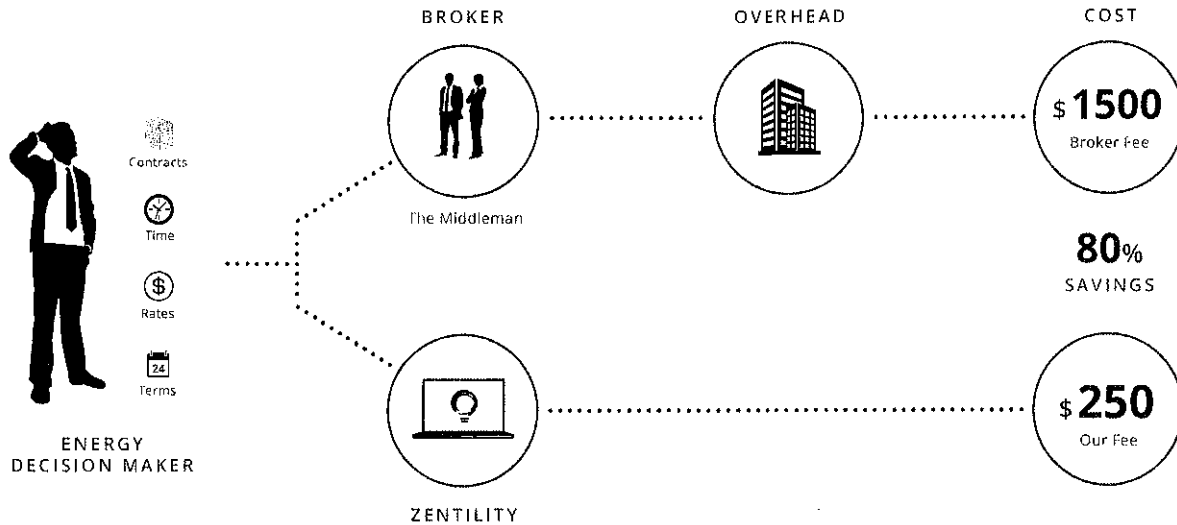 BROKER
OVERHEAD
COST
Contracts
Time
$
Rates
24
Terms
ENERGY
DECISION MAKER
The Middleman
$ 1500
Broker Fee
80%
SAVINGS
$ 250
Our Fee
ZENTILITY